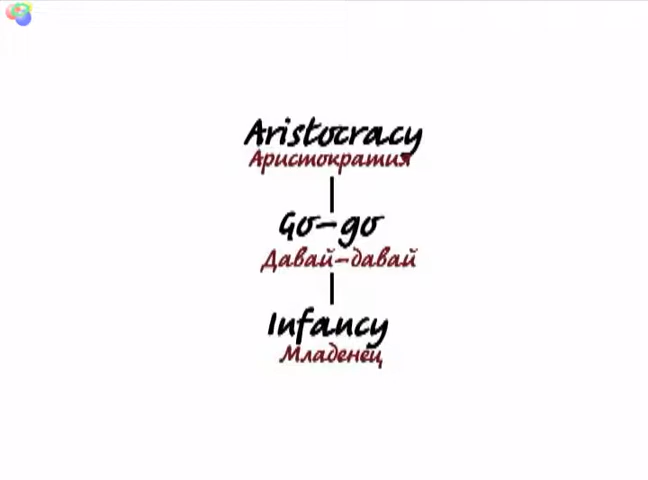 Aristocracy
Аристократия
Go-go
Давай-давай
Infancy
Младенец